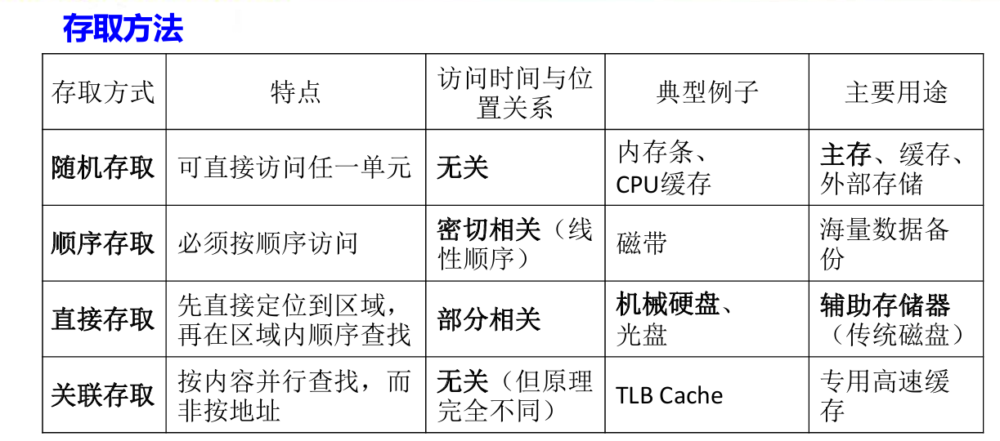 存取方法
存取方式
特点
访问时间与位
置关系
典型例子
主要用途
随机存取
可直接访问任一单元
无关
内存条、
CPU缓存
主存、缓存、
外部存储
顺序存取
必须按顺序访问
密切相关（线
性顺序）
磁带
海量数据备
份
直接存取
先直接定位到区域，
再在区域内顺序查找
部分相关
机械硬盘、
光盘
辅助存储器
（传统磁盘）
关联存取
按内容并行查找，而
非按地址
无关（但原理
完全不同）
TLB Cache
专用高速缓
存